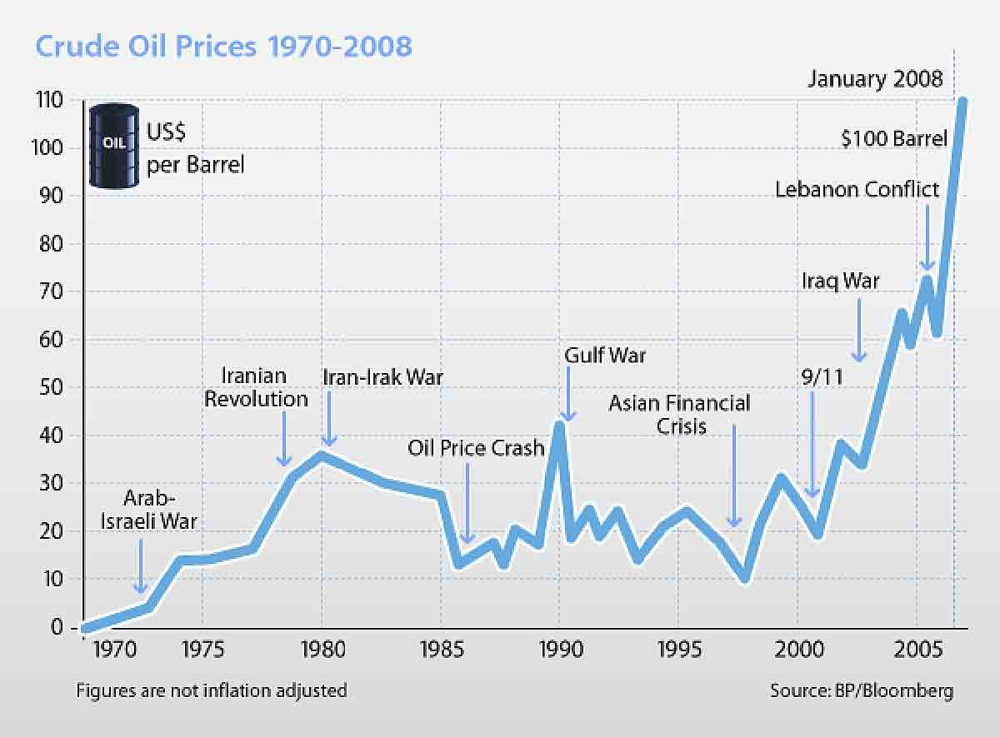 Crude Oil Prices 1970-2008
January 2008
110
OIL
US$
per Barrel
100
$100 Barrel
90
Lebanon Conflict
80
70
Iraq War
60
Gulf War
50
Iranian
Revolution
Iran-Irak War
9/11
Asian Financial
Crisis
40
Oil Price Crash
30
Arab-
Israeli War
20
10
0
1970
1975
1980
1985
1990
1995
2000
2005
Figures are not inflation adjusted
Source: BP/Bloomberg